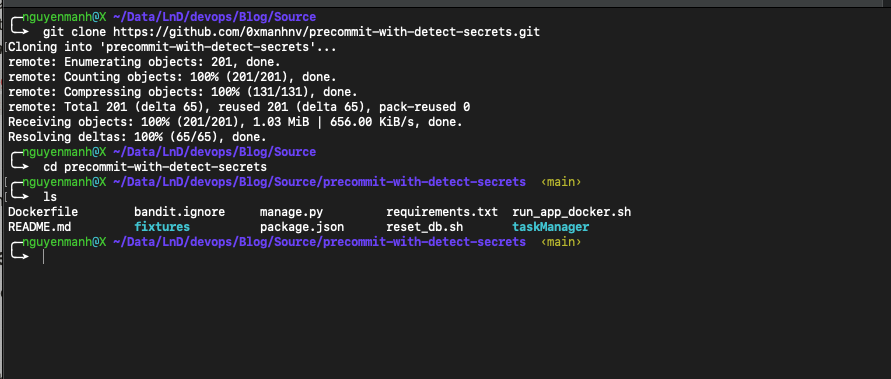 nguyenmanh@X ~/Data/LnD/devops/Blog/Source
git clone https://github.com/0xmanhnv/precommit-with-detect-secrets.git
Cloning into 'precommit-with-detect-secrets'...
remote: Enumerating objects: 201, done.
remote: Counting objects: 100% (201/201), done.
remote: Compressing objects: 100% (131/131), done.
remote: Total 201 (delta 65), reused 201 (delta 65), pack-reused 0
Receiving objects: 100% (201/201), 1.03 MiB | 656.00 KiB/s, done.
Resolving deltas: 100% (65/65), done.
nguyenmanh@X ~/Data/LnD/devops/Blog/Source
cd precommit-with-detect-secrets
nguyenmanh@X ~/Data/LnD/devops/Blog/Source/precommit-with-detect-secrets ‹main›
ls
Dockerfile bandit.ignore manage.py requirements.txt run_app_docker.sh
README.md fixtures package.json reset_db.sh taskManager
nguyenmanh@X ~/Data/LnD/devops/Blog/Source/precommit-with-detect-secrets ‹main›